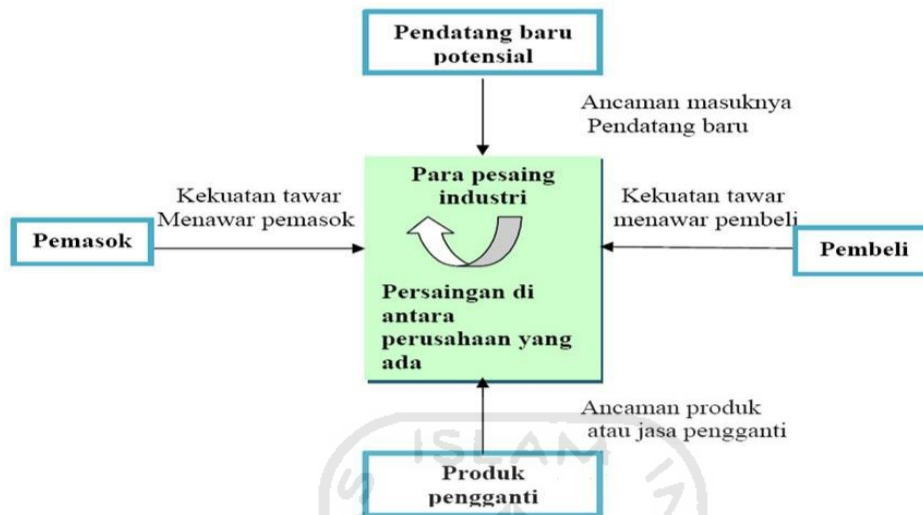 Pendatang baru
potensial
Ancaman masuknya
Pendatang baru
Para pesaing
industri
Kekuatan tawar
Menawar pemasok
Kekuatan tawar
menawar pembeli
Pemasok
Pembeli
Persaingan di
antara
perusahaan yang
ada
Ancaman produk
atau jasa pengganti
ISLAM
Produk
pengganti